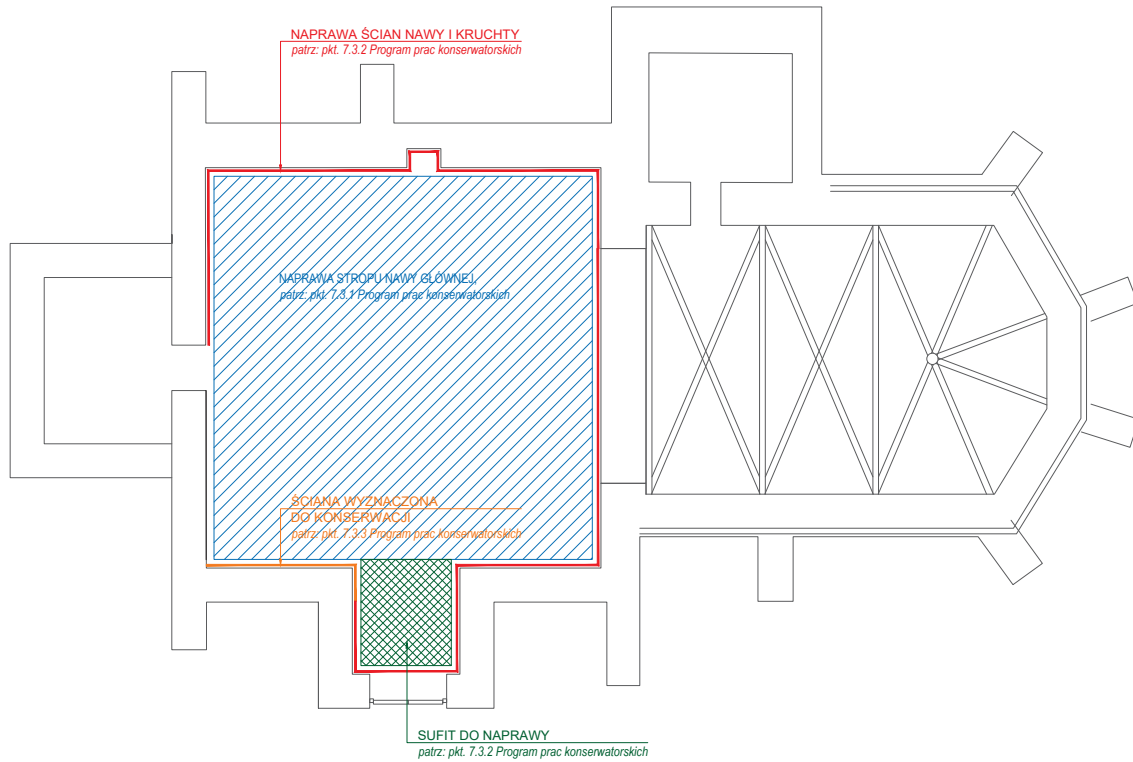 NAPRAWA ŚCIAN NAWY I KRUCHTY
patrz: pkt. 7.3.2 Program prac konserwatorskich
NAPRAWA STROPU NAWY GŁÓWNEJ,
patrz: pkt. 7.3.1 Program prac konserwatorskich
ŚCIANA WYZNACZONA
DO KONSERWACJI
patrz: pkt. 7.3.3 Program prac konserwatorskich
SUFIT DO NAPRAWY
patrz: pkt. 7.3.2 Program prac konserwatorskich